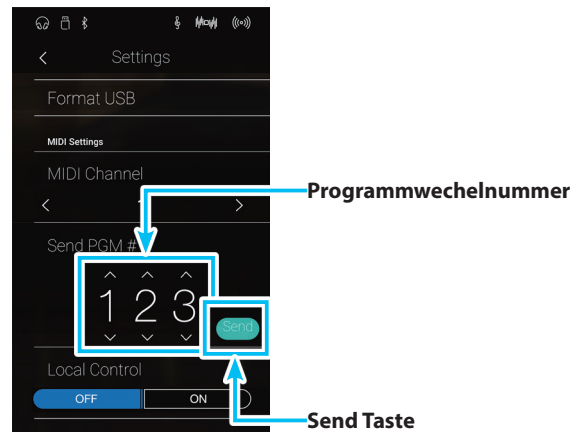 Settings
Format USB
MIDI Settings
MIDI Channel
Programmwechelnummer
Send PGM #
1 2 3
Send
Local Control
OFF ON
Send Taste